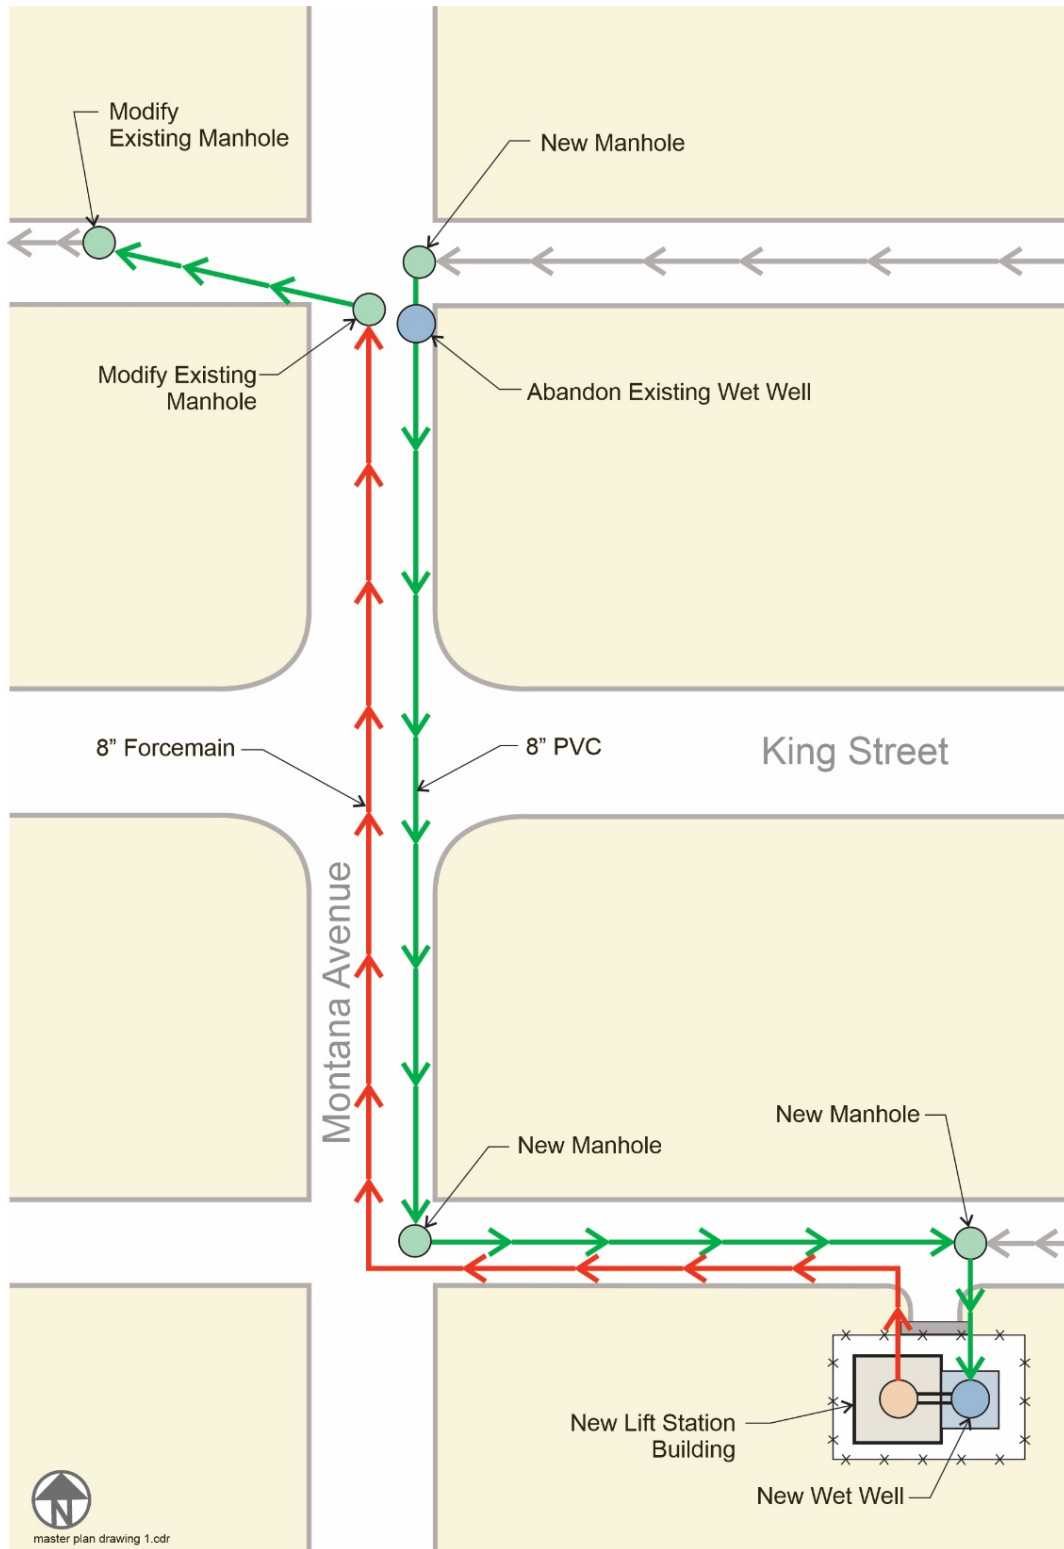 Modify
Existing Manhole
New Manhole
Modify Existing
Manhole
Abandon Existing Wet Well
8” Forcemain
8” PVC
King Street
Montana Avenue
New Manhole
New Manhole
New Lift Station
Building
New Wet Well
N
master plan drawing 1.cdr